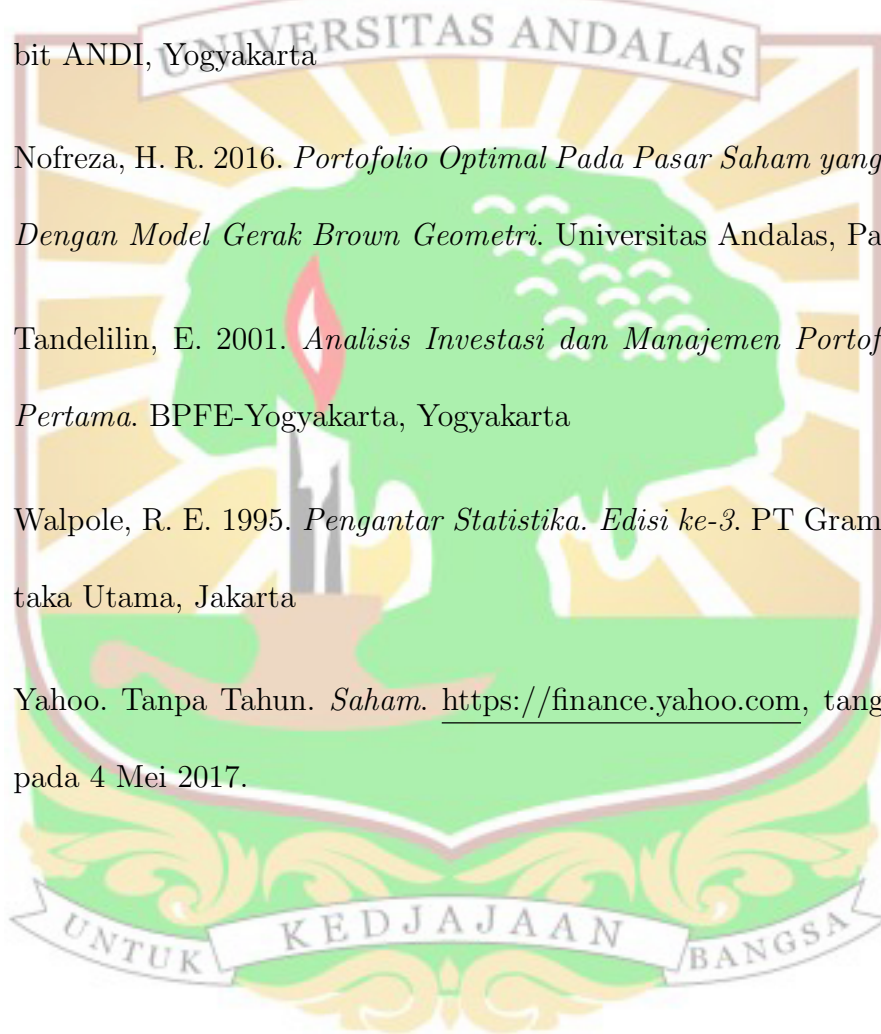 UNIVERSITAS ANDALAS
bit ANDI, Yogyakarta
Nofreza, H. R. 2016. Portofolio Optimal Pada Pasar Saham yang
Dengan Model Gerak Brown Geometri. Universitas Andalas, Pa
Tandelilin, E. 2001. Analisis Investasi dan Manajemen Portof
Pertama. BPFE-Yogyakarta, Yogyakarta
Walpole, R. E. 1995. Pengantar Statistika. Edisi ke-3. PT Gram
taka Utama, Jakarta
Yahoo. Tanpa Tahun. Saham. https://finance.yahoo.com, tang
pada 4 Mei 2017.
UNTUK KEDJAJAAN BANGSA